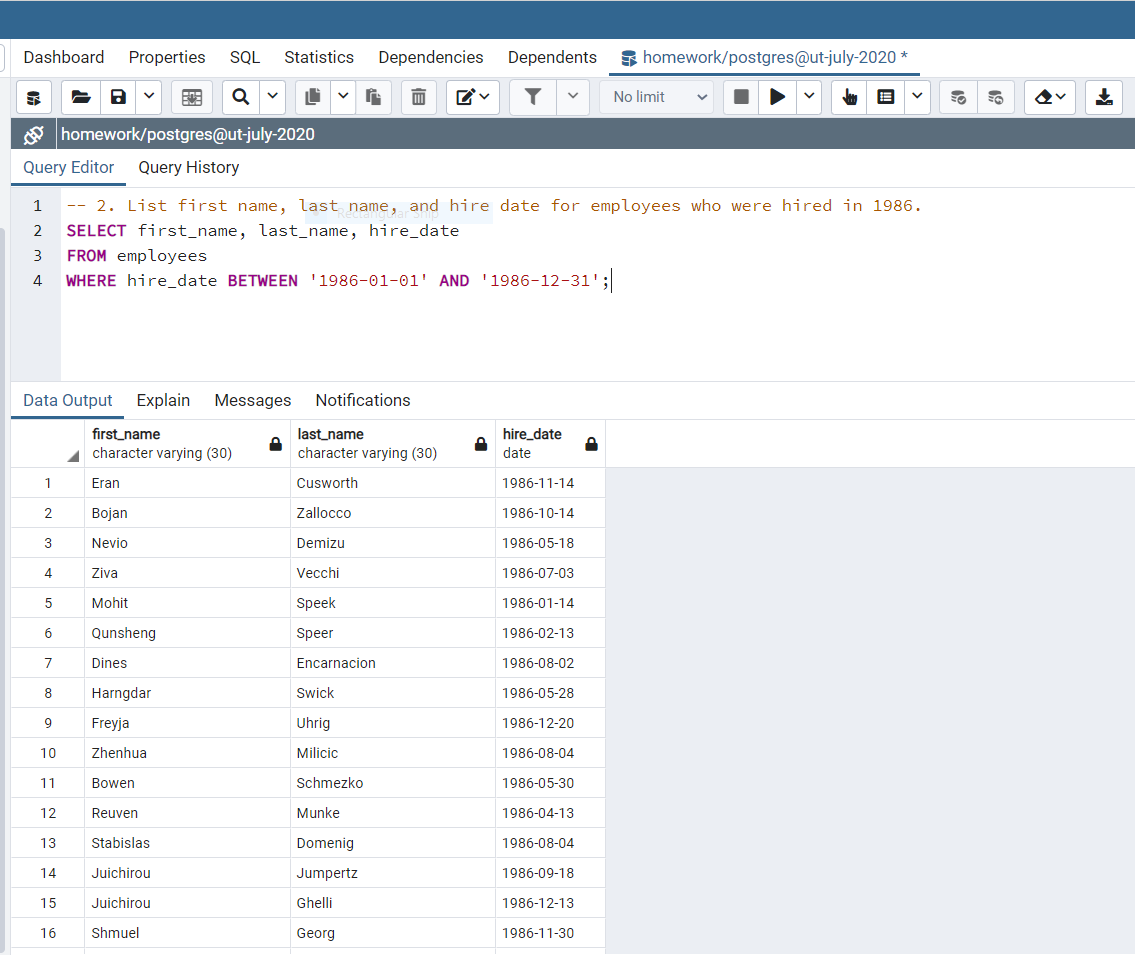 Dashboard Properties SQL Statistics Dependencies Dependents homework/postgres@ut-july-2020 *
No limit
homework/postgres@ut-july-2020
Query Editor Query History
1 -- 2. List first name, last name, and hire date for employees who were hired in 1986.
Rectangular Snip
2 SELECT first_name, last_name, hire_date
3 FROM employees
4 WHERE hire_date BETWEEN '1986-01-01' AND '1986-12-31';
Data Output Explain Messages Notifications
first_name last_name hire_date
character varying (30) character varying (30) date
1 Eran Cusworth 1986-11-14
2 Bojan Zallocco 1986-10-14
3 Nevio Demizu 1986-05-18
4 Ziva Vecchi 1986-07-03
5 Mohit Speek 1986-01-14
6 Qunsheng Speer 1986-02-13
7 Dines Encarnacion 1986-08-02
8 Harngdar Swick 1986-05-28
9 Freyja Uhrig 1986-12-20
10 Zhenhua Milicic 1986-08-04
11 Bowen Schmezko 1986-05-30
12 Reuven Munke 1986-04-13
13 Stabislas Domenig 1986-08-04
14 Juichirou Jumpertz 1986-09-18
15 Juichirou Ghelli 1986-12-13
16 Shmuel Georg 1986-11-30